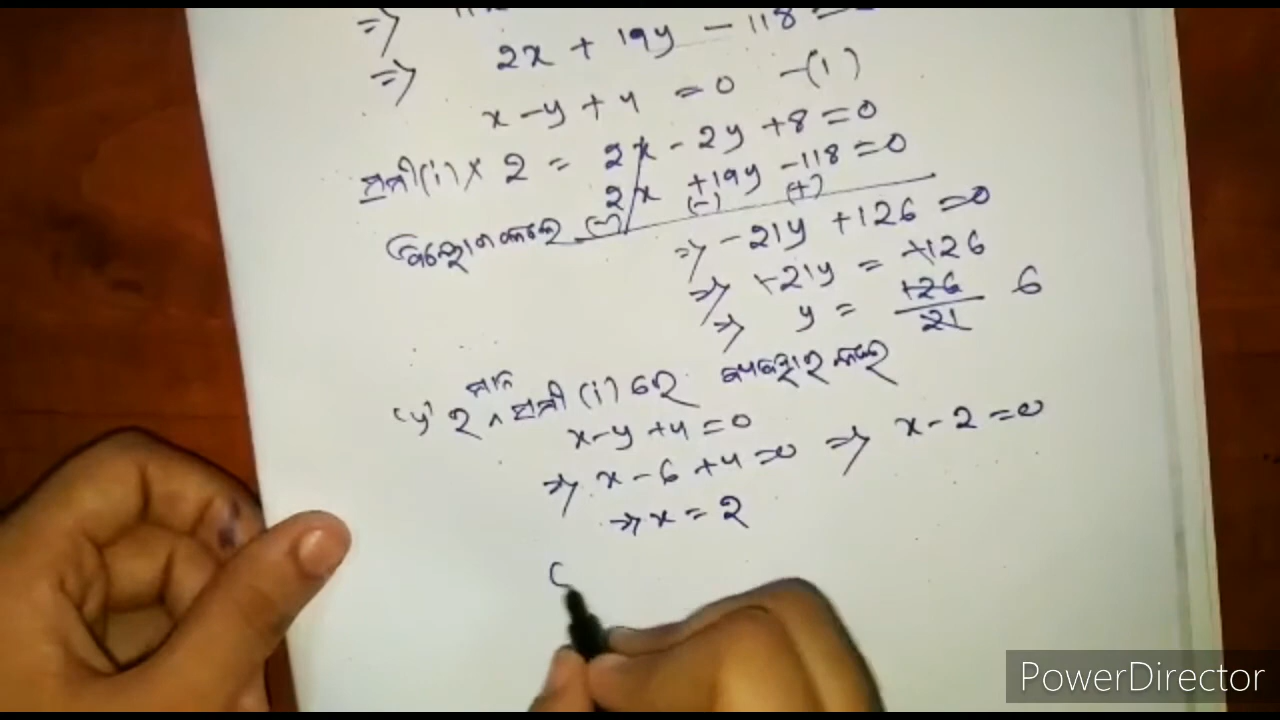 =>
=> 2x + 19y - 118 = 0
x - y + 4 = 0 -(i)
ସମୀ(i) × 2 = 2x - 2y + 8 = 0
2x + 19y - 118 = 0
(-) (-) (+)
ବିୟୋଗ କଲେ
=> -21y + 126 = 0
=> +21y = +126
=> y = 126/21 6
'y' ର ^ ମାନ ସମୀ (i) ରେ ବ୍ୟବହାର କଲେ
x - y + 4 = 0
=> x - 6 + 4 = 0 => x - 2 = 0
=> x = 2
PowerDirector